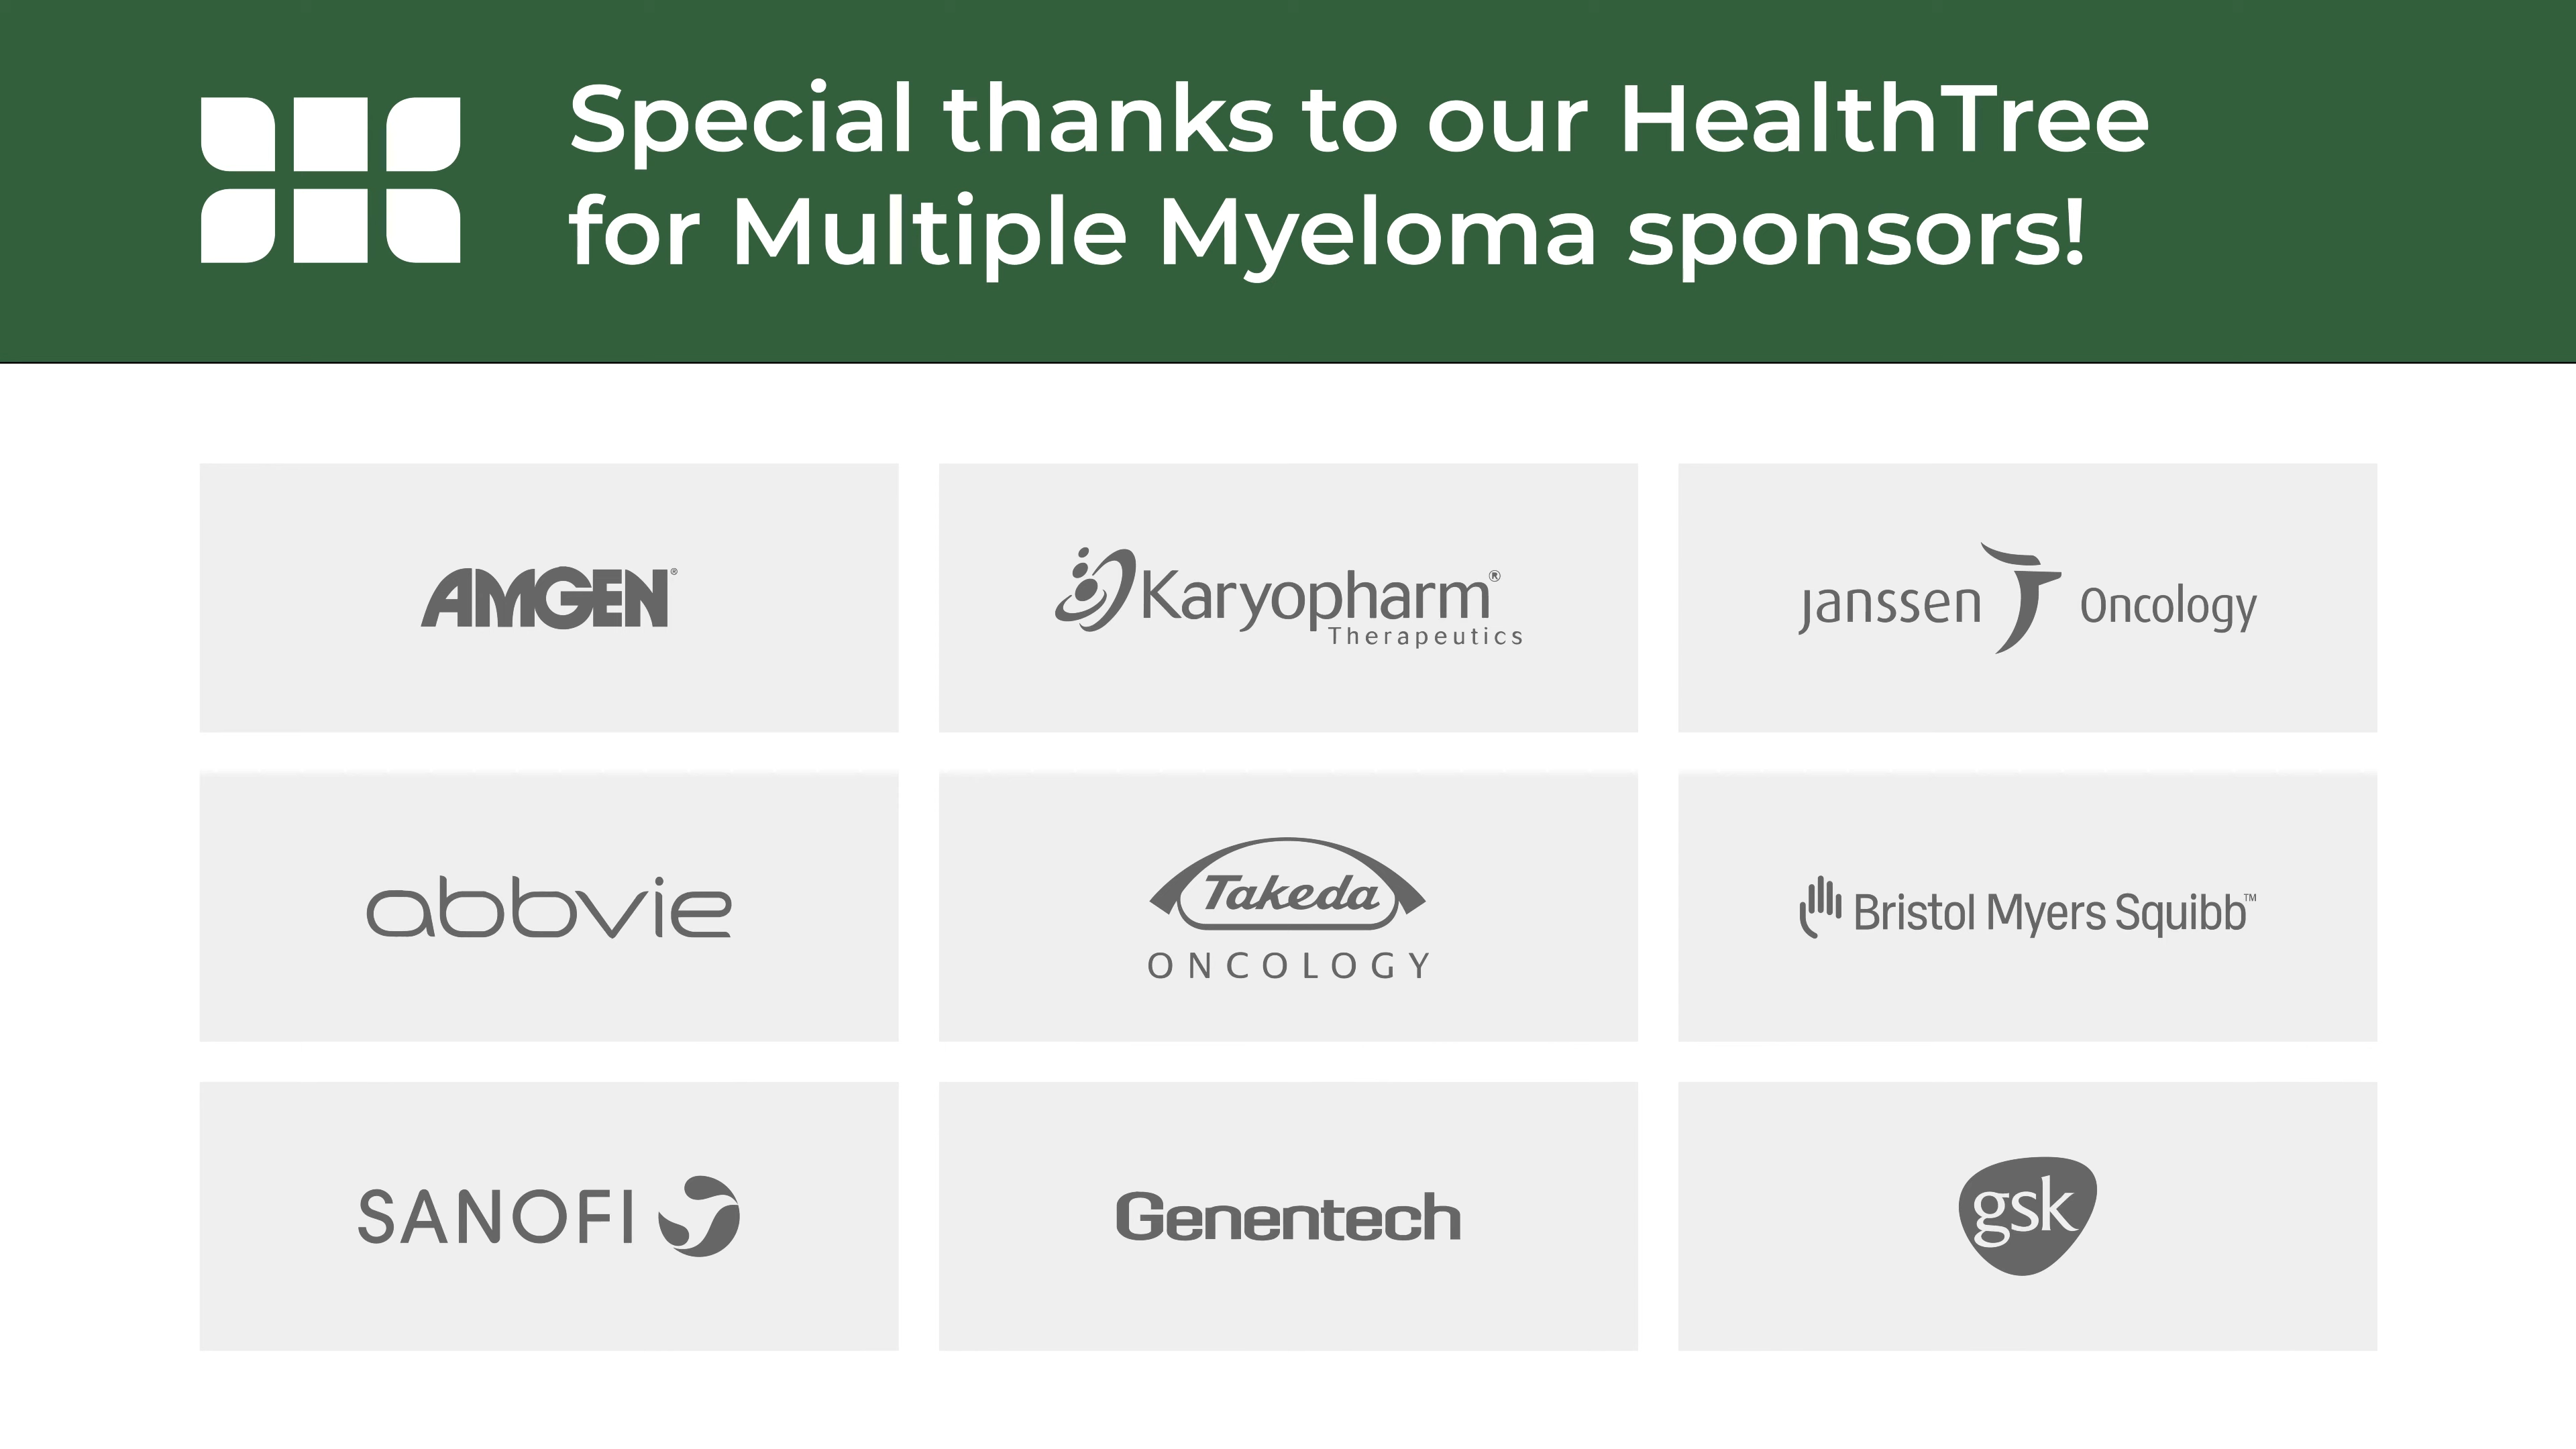 Special thanks to our HealthTree
for Multiple Myeloma sponsors!
AMGEN®
Karyopharm®
Therapeutics
janssen Oncology
abbvie
Takeda
ONCOLOGY
Bristol Myers Squibb™
SANOFI
Genentech
gsk